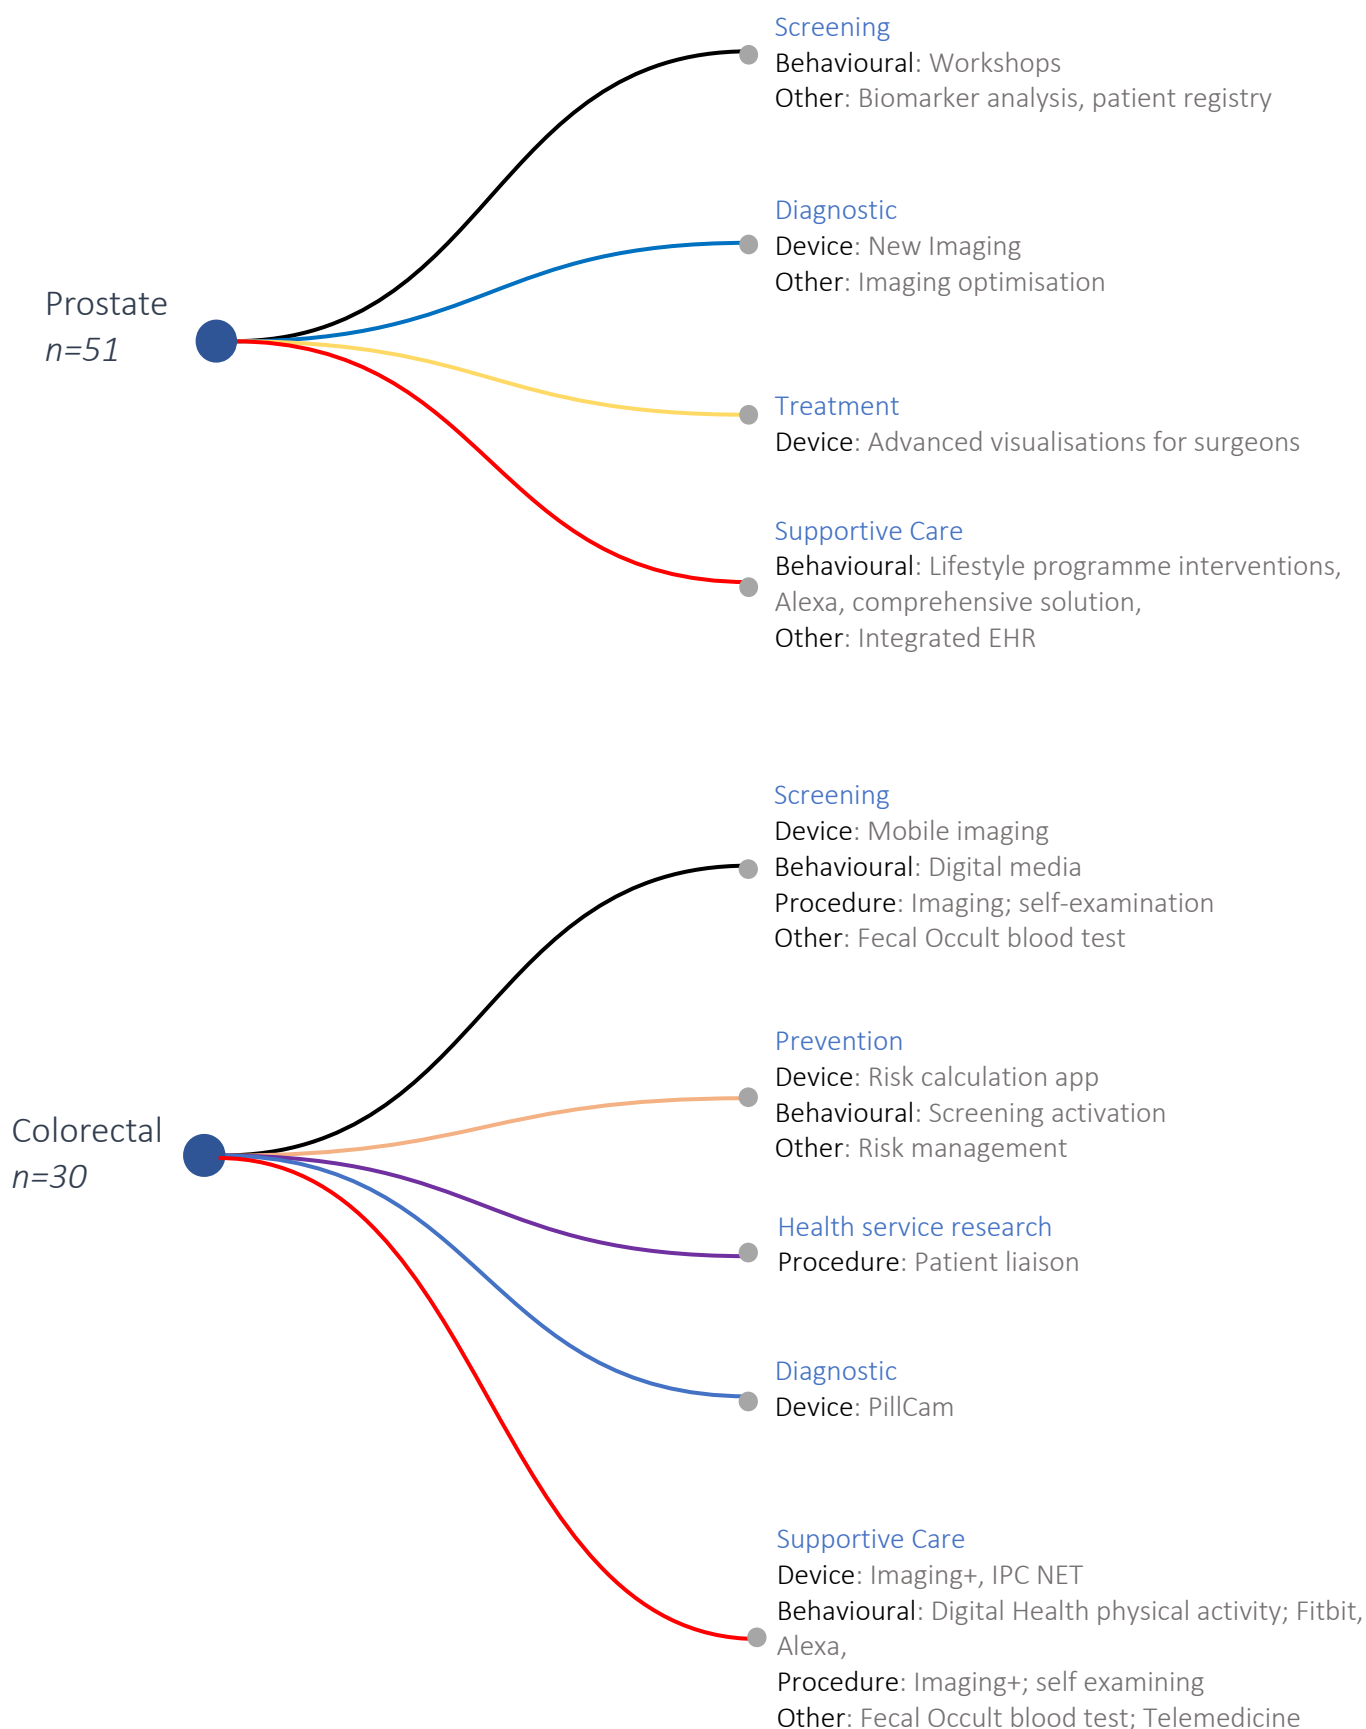 Screening
Behavioural: Workshops
Other: Biomarker analysis, patient registry
Diagnostic
Device: New Imaging
Other: Imaging optimisation
Prostate
n=51
Treatment
Device: Advanced visualisations for surgeons
Supportive Care
Behavioural: Lifestyle programme interventions,
Alexa, comprehensive solution,
Other: Integrated EHR
Screening
Device: Mobile imaging
Behavioural: Digital media
Procedure: Imaging; self-examination
Other: Fecal Occult blood test
Prevention
Device: Risk calculation app
Behavioural: Screening activation
Other: Risk management
Colorectal
n=30
Health service research
Procedure: Patient liaison
Diagnostic
Device: PillCam
Supportive Care
Device: Imaging+, IPC NET
Behavioural: Digital Health physical activity; Fitbit,
Alexa,
Procedure: Imaging+; self examining
Other: Fecal Occult blood test; Telemedicine